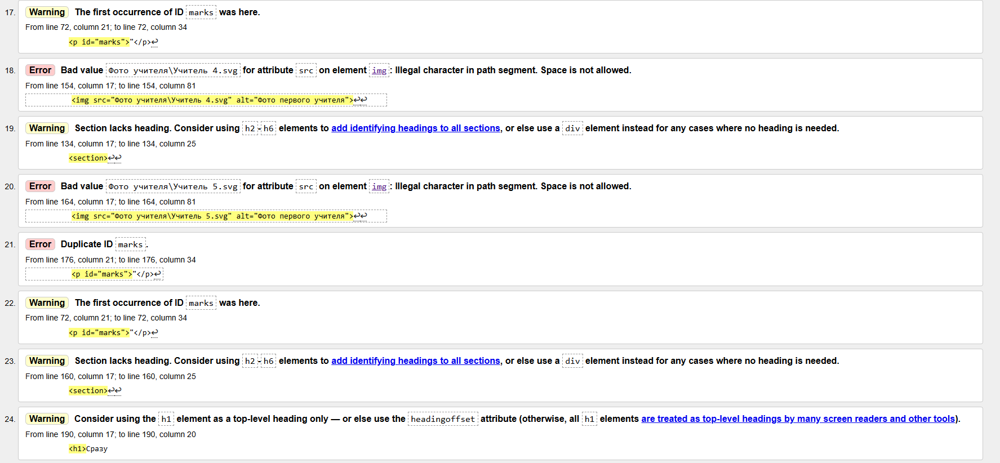 17. Warning The first occurrence of ID marks was here.
From line 72, column 21; to line 72, column 34
<p id="marks">"</p>↩
18. Error Bad value Фото учителя\Учитель 4.svg for attribute src on element img: Illegal character in path segment. Space is not allowed.
From line 154, column 17; to line 154, column 81
<img src="Фото учителя\Учитель 4.svg" alt="Фото первого учителя">↩↩
19. Warning Section lacks heading. Consider using h2-h6 elements to add identifying headings to all sections, or else use a div element instead for any cases where no heading is needed.
From line 134, column 17; to line 134, column 25
<section>↩↩
20. Error Bad value Фото учителя\Учитель 5.svg for attribute src on element img: Illegal character in path segment. Space is not allowed.
From line 164, column 17; to line 164, column 81
<img src="Фото учителя\Учитель 5.svg" alt="Фото первого учителя">↩↩
21. Error Duplicate ID marks.
From line 176, column 21; to line 176, column 34
<p id="marks">"</p>↩
22. Warning The first occurrence of ID marks was here.
From line 72, column 21; to line 72, column 34
<p id="marks">"</p>↩
23. Warning Section lacks heading. Consider using h2-h6 elements to add identifying headings to all sections, or else use a div element instead for any cases where no heading is needed.
From line 160, column 17; to line 160, column 25
<section>↩↩
24. Warning Consider using the h1 element as a top-level heading only — or else use the headingoffset attribute (otherwise, all h1 elements are treated as top-level headings by many screen readers and other tools).
From line 190, column 17; to line 190, column 20
<h1>Сразу